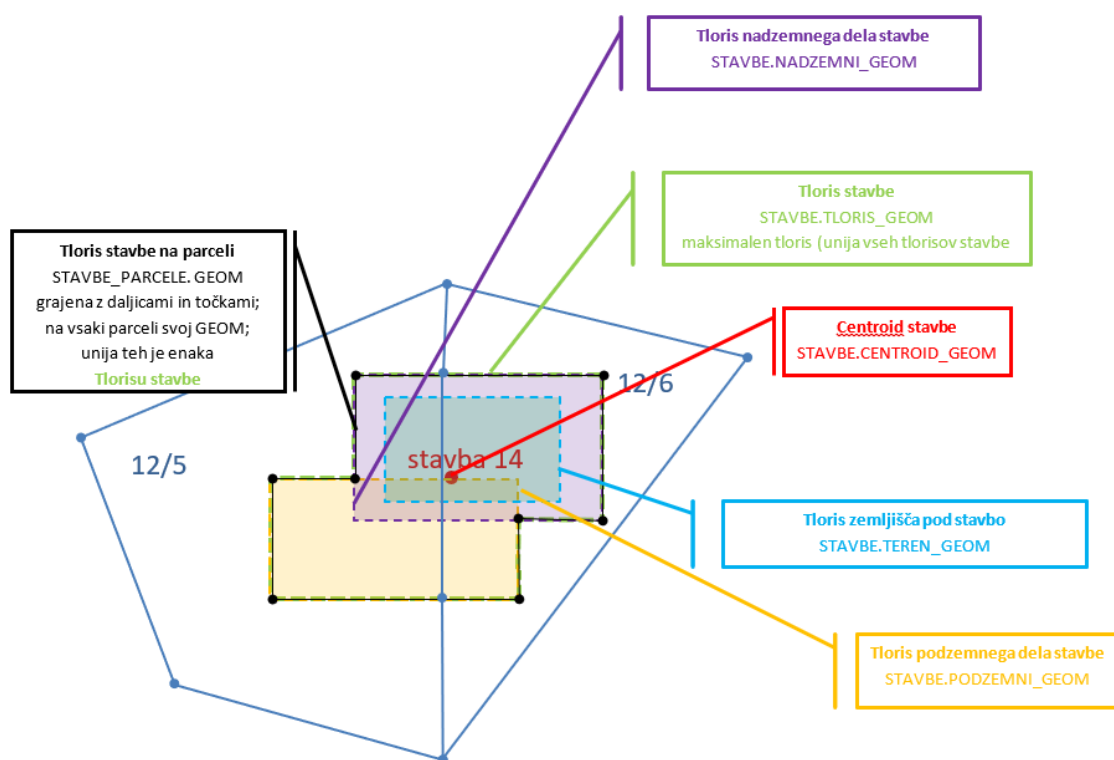 Tloris nadzemnega dela stavbe
STAVBE.NADZEMNI_GEOM
Tloris stavbe
STAVBE.TLORIS_GEOM
maksimalen tloris (unija vseh tlorisov stavbe
Tloris stavbe na parceli
STAVBE_PARCELE.GEOM
grajena z daljicami in točkami;
na vsaki parceli svoj GEOM;
unija teh je enaka
Tlorisu stavbe
Centroid stavbe
STAVBE.CENTROID_GEOM
12/6
12/5
stavba 14
Tloris zemljišča pod stavbo
STAVBE.TEREN_GEOM
Tloris podzemnega dela stavbe
STAVBE.PODZEMNI_GEOM